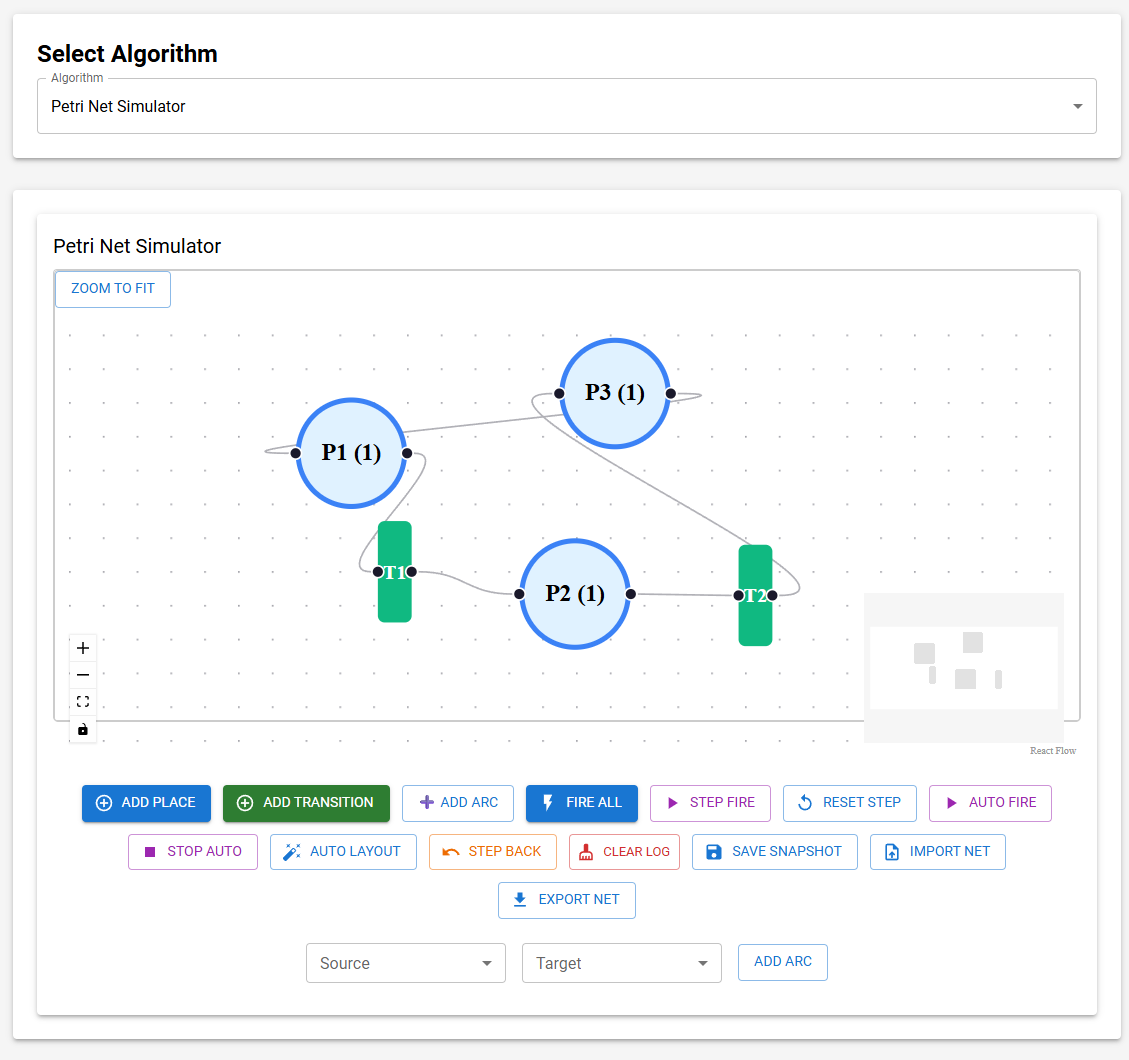 Select Algorithm
Algorithm
Petri Net Simulator
Petri Net Simulator
ZOOM TO FIT
P3 (1)
P1 (1)
T1
P2 (1)
T2
React Flow
ADD PLACE
ADD TRANSITION
ADD ARC
FIRE ALL
STEP FIRE
RESET STEP
AUTO FIRE
STOP AUTO
AUTO LAYOUT
STEP BACK
CLEAR LOG
SAVE SNAPSHOT
IMPORT NET
EXPORT NET
Source
Target
ADD ARC